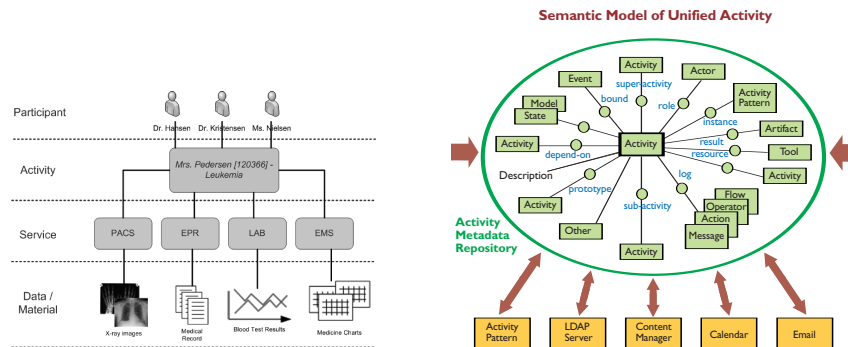 Participant
Dr. Hansen
Dr. Kristensen
Ms. Nielsen
Activity
Mrs. Pedersen [120366] -
Leukemia
Service
PACS
EPR
LAB
EMS
Data /
Material
X-ray images
Medical
Record
Blood Test Results
Medicine Charts
Semantic Model of Unified Activity
Activity
Event
super-activity
Actor
bound
role
Activity
Pattern
Model
State
instance
Artifact
Activity
Activity
result
Tool
depend-on
resource
Description
Activity
prototype
log
Activity
sub-activity
Flow
Operator
Action
Message
Other
Activity
Activity
Metadata
Repository
Activity
Pattern
LDAP
Server
Content
Manager
Calendar
Email